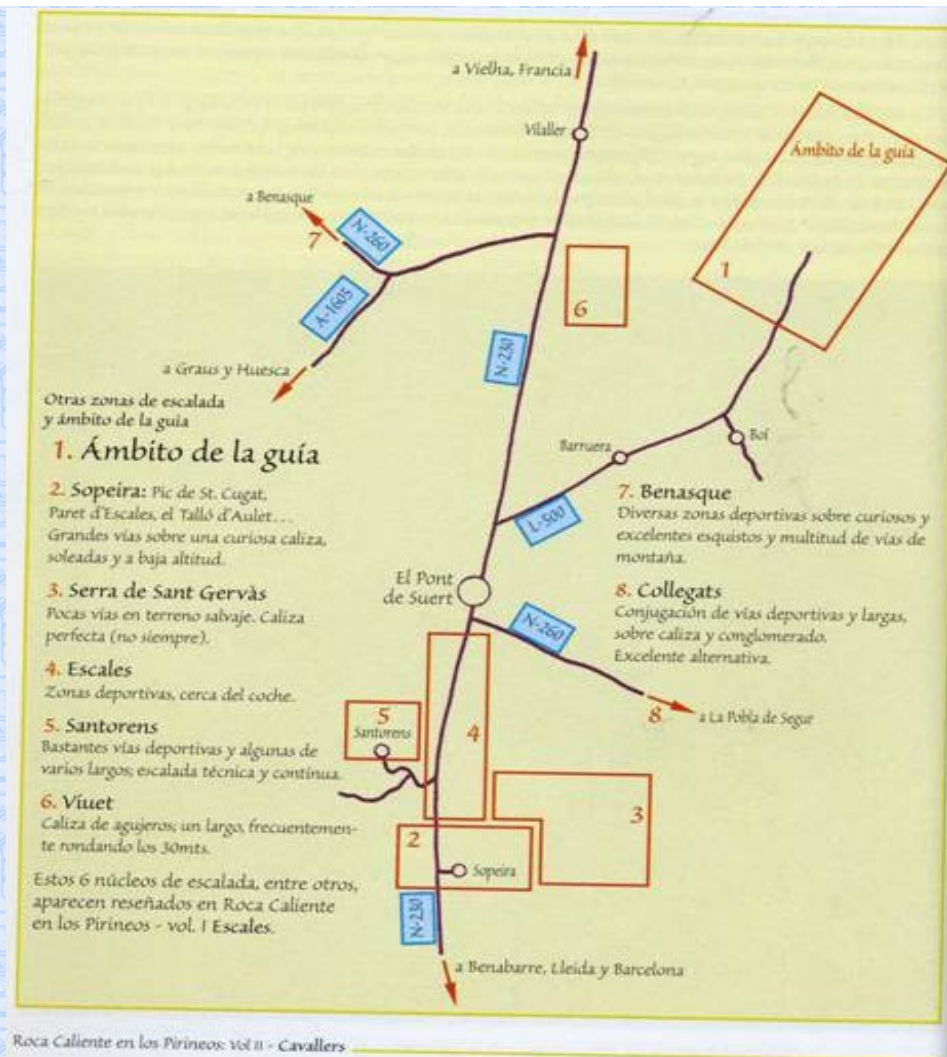 a Vielha, Francia
Vilaller
Ámbito de la guía
a Benasque
7
N-260
1
A-1605
6
N-230
a Graus y Huesca
Otras zonas de escalada
y ámbito de la guia
1. Ámbito de la guía
Barruera
Boí
L-500
2. Sopeira: Pic de St. Cugat,
Paret d'Escales, el Talló d'Aulet...
Grandes vías sobre una curiosa caliza,
soleadas y a baja altitud.
3. Serra de Sant Gervàs
Pocas vías en terreno salvaje. Caliza
perfecta (no siempre).
4. Escales
Zonas deportivas, cerca del coche.
5. Santorens
Bastantes vías deportivas y algunas de
varios largos; escalada técnica y contínua.
6. Víuet
Caliza de agujeros; un largo, frecuentemen-
te rondando los 30mts.
Estos 6 núcleos de escalada, entre otros,
aparecen reseñados en Roca Caliente
en los Pirineos - vol. I Escales.
7. Benasque
Diversas zonas deportivas sobre curiosos y
excelentes esquistos y multitud de vías de
montaña.
8. Collegats
Conjugación de vías deportivas y largas,
sobre caliza y conglomerado.
Excelente alternativa.
El Pont
de Suert
N-260
8
a La Pobla de Segur
5
Santorens
4
3
2
Sopeira
N-230
a Benabarre, Lleida y Barcelona
Roca Caliente en los Pirineos: Vol II - Cavallers